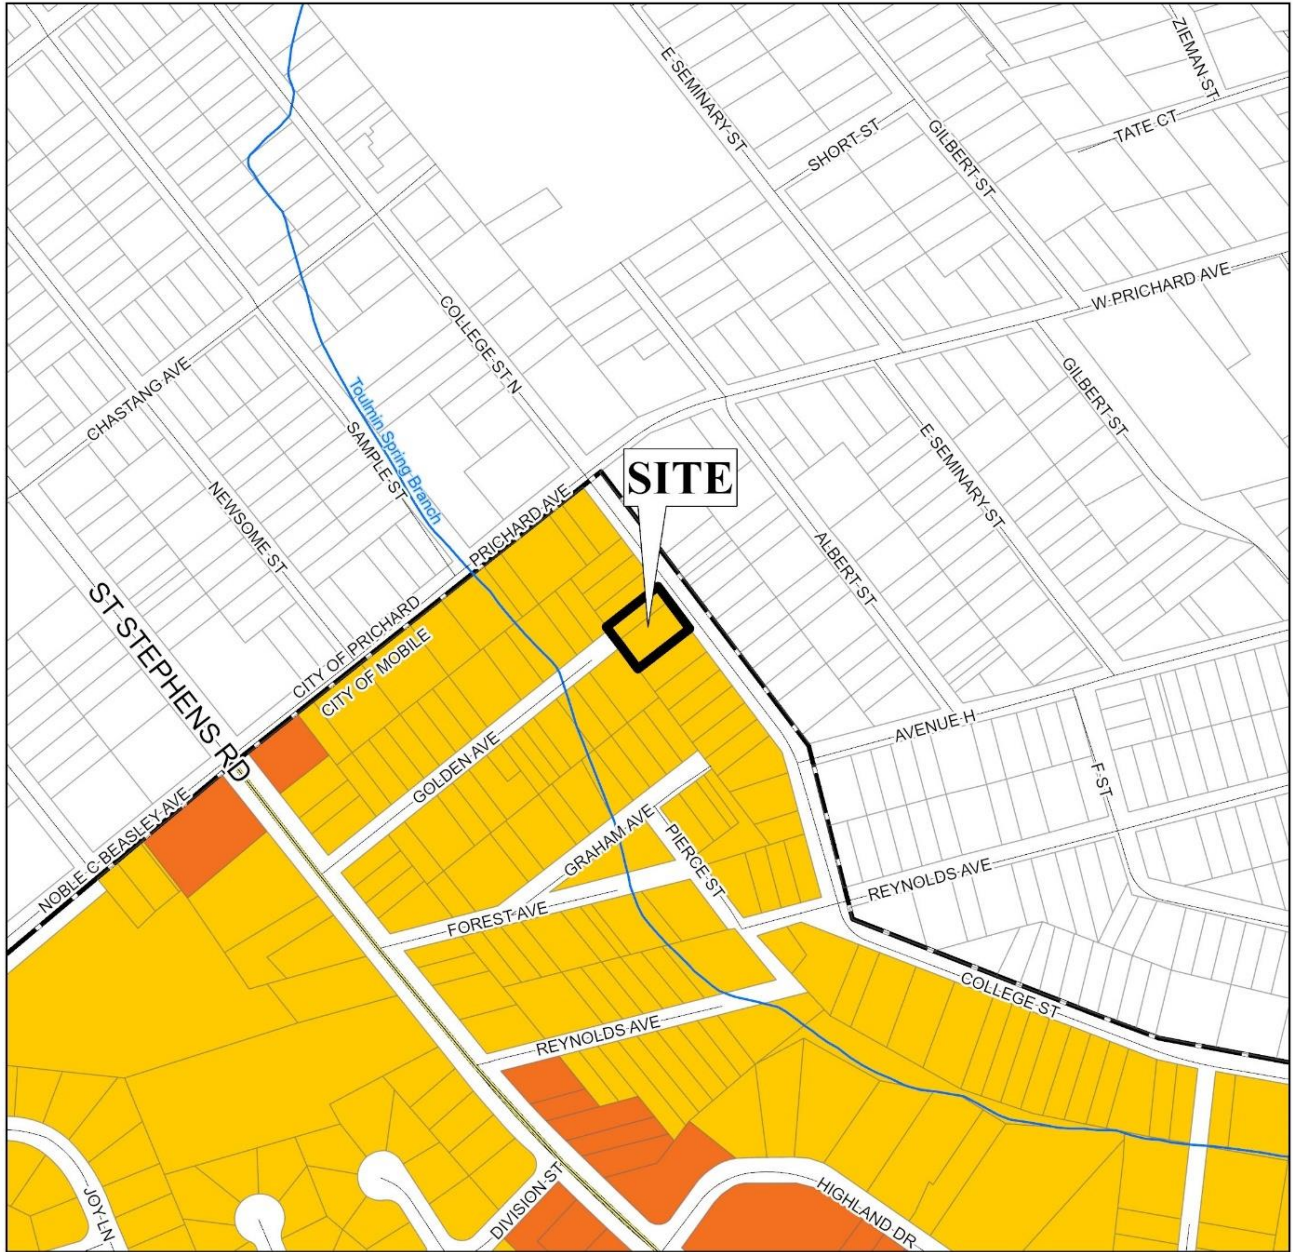 ZIEMAN ST
E SEMINARY ST
SHORT ST
GILBERT ST
TATE CT
W PRICHARD AVE
COLLEGE ST N
CHASTANG AVE
Toulmin Spring Branch
GILBERT ST
SAMPLE ST
E SEMINARY ST
SITE
NEWSOME ST
PRICHARD AVE
ALBERT ST
ST STEPHENS RD
CITY OF PRICHARD
CITY OF MOBILE
AVENUE H
GOLDEN AVE
F ST
NOBLE C BEASLEY AVE
GRAHAM AVE
PIERCE ST
REYNOLDS AVE
FOREST AVE
COLLEGE ST
REYNOLDS AVE
JOY LN
DIVISION ST
HIGHLAND DR